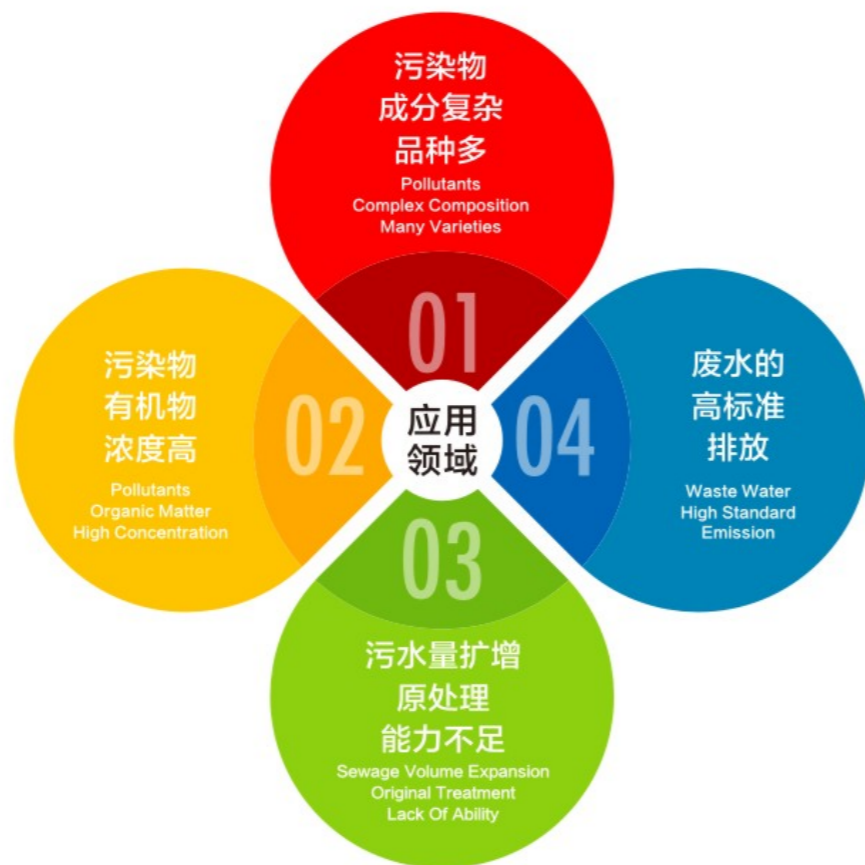 污染物
成分复杂
品种多
Pollutants
Complex Composition
Many Varieties
01
污染物
有机物
浓度高
Pollutants
Organic Matter
High Concentration
02
应用
领域
03
污水量扩增
原处理
能力不足
Sewage Volume Expansion
Original Treatment
Lack Of Ability
04
废水的
高标准
排放
Waste Water
High Standard
Emission